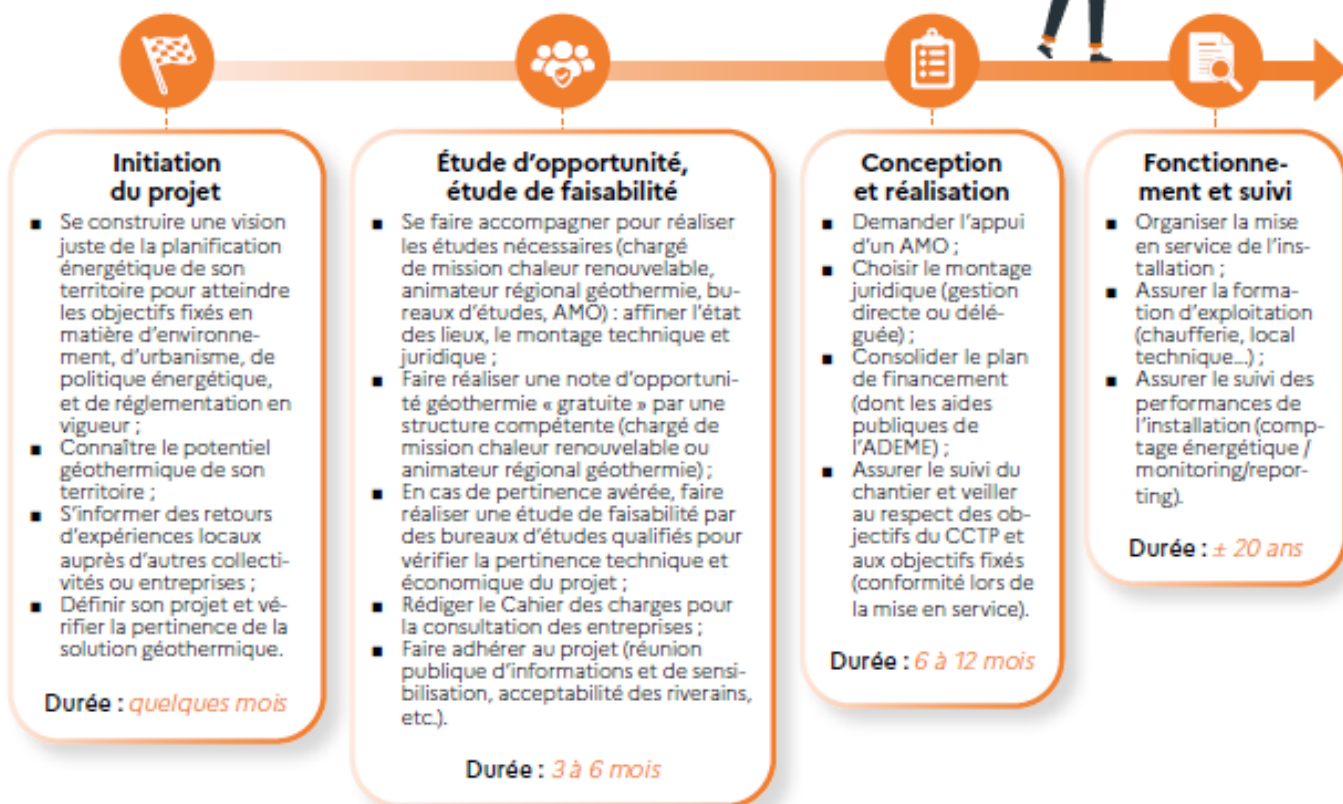 Initiation
du projet
■ Se construire une vision
juste de la planification
énergétique de son
territoire pour atteindre
les objectifs fixés en
matière d'environne-
ment, d'urbanisme, de
politique énergétique,
et de réglementation en
vigueur ;
■ Connaître le potentiel
géothermique de son
territoire ;
■ S'informer des retours
d'expériences locaux
auprès d'autres collecti-
vités ou entreprises ;
■ Définir son projet et vé-
rifier la pertinence de la
solution géothermique.
Durée : quelques mois
Étude d'opportunité,
étude de faisabilité
■ Se faire accompagner pour réaliser
les études nécessaires (chargé
de mission chaleur renouvelable,
animateur régional géothermie, bu-
reaux d'études, AMO) : affiner l'état
des lieux, le montage technique et
juridique ;
■ Faire réaliser une note d'opportuni-
té géothermie « gratuite » par une
structure compétente (chargé de
mission chaleur renouvelable ou
animateur régional géothermie) ;
■ En cas de pertinence avérée, faire
réaliser une étude de faisabilité par
des bureaux d'études qualifiés pour
vérifier la pertinence technique et
économique du projet ;
■ Rédiger le Cahier des charges pour
la consultation des entreprises ;
■ Faire adhérer au projet (réunion
publique d'informations et de sensi-
bilisation, acceptabilité des riverains,
etc.).
Durée : 3 à 6 mois
Conception
et réalisation
■ Demander l'appui
d'un AMO ;
■ Choisir le montage
juridique (gestion
directe ou délé-
guée) ;
■ Consolider le plan
de financement
(dont les aides
publiques de
l'ADEME) ;
■ Assurer le suivi du
chantier et veiller
au respect des ob-
jectifs du CCTP et
aux objectifs fixés
(conformité lors de
la mise en service).
Durée : 6 à 12 mois
Fonctionne-
ment et suivi
■ Organiser la mise
en service de l'ins-
tallation ;
■ Assurer la forma-
tion d'exploitation
(chaufferie, local
technique...) ;
■ Assurer le suivi des
performances de
l'installation (comp-
tage énergétique /
monitoring/repor-
ting).
Durée : ± 20 ans